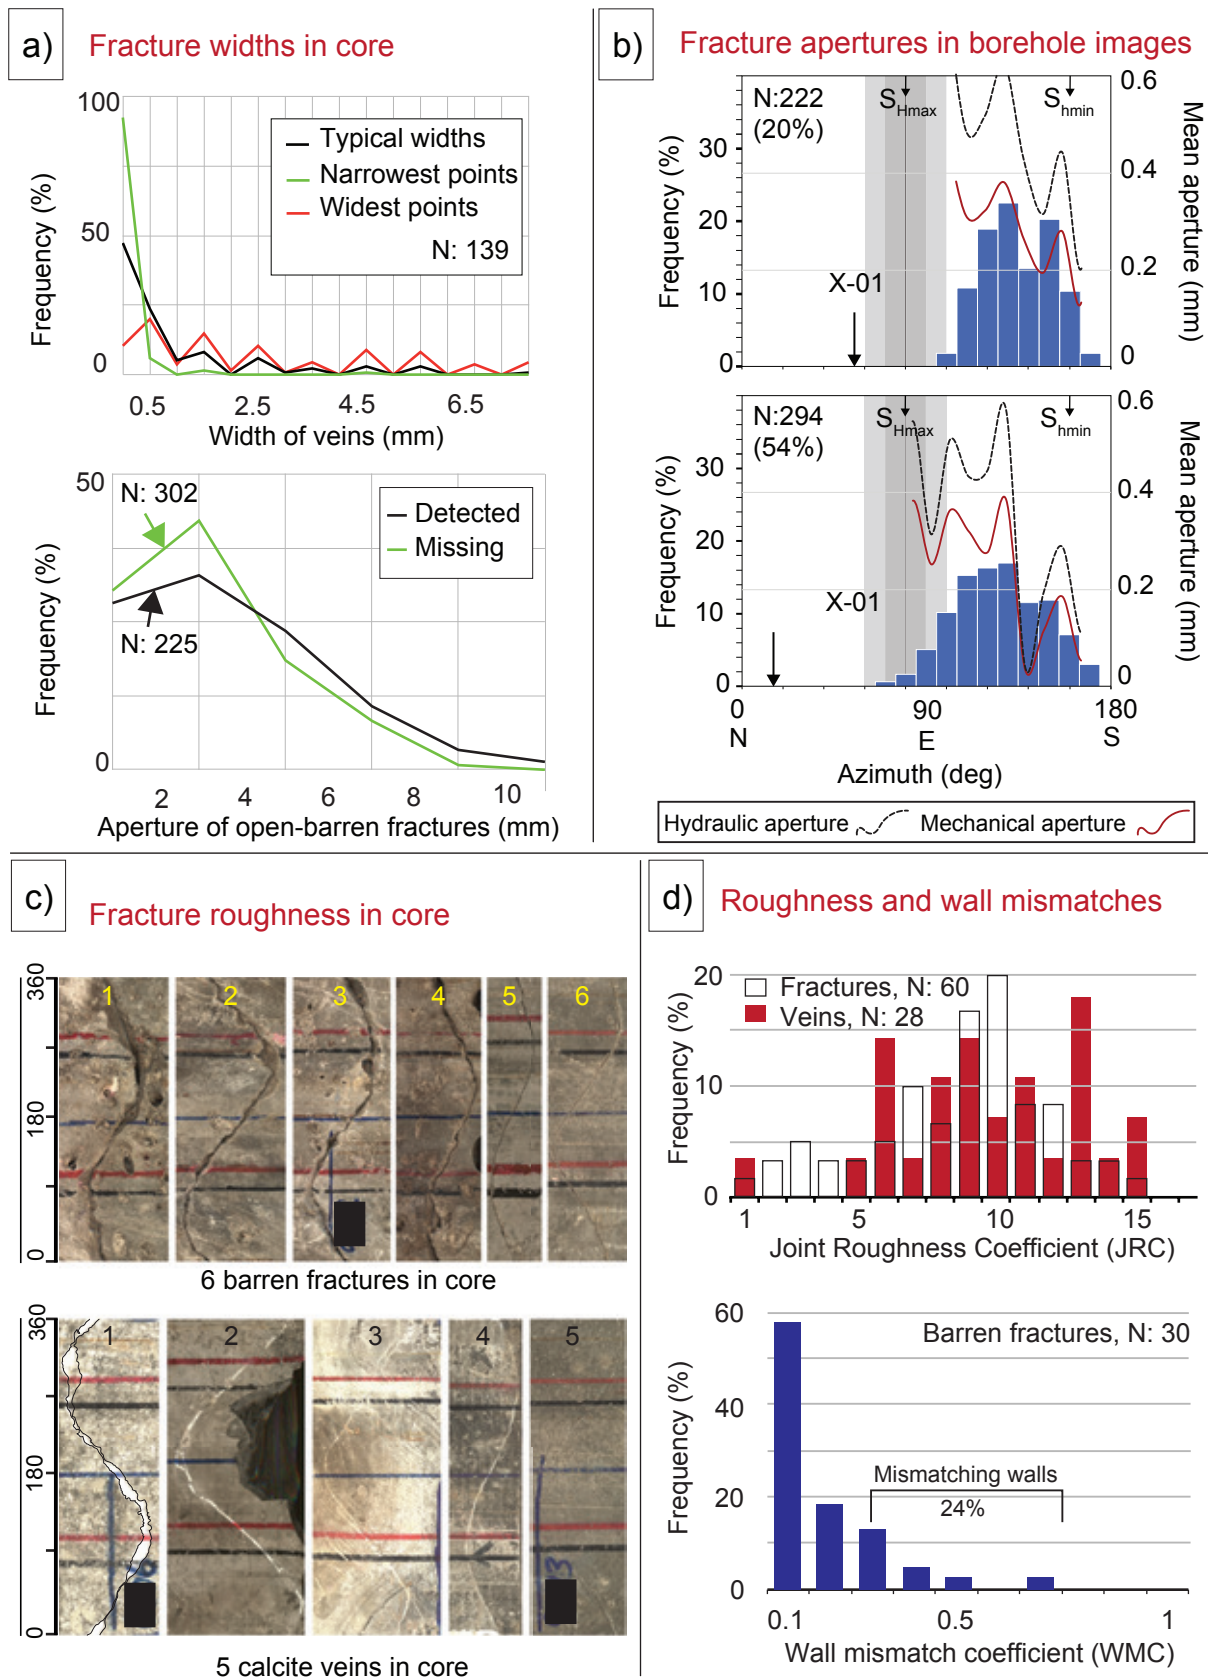 a) Fracture widths in core
100
50
0
Frequency (%)
Typical widths
Narrowest points
Widest points
N: 139
0.5 2.5 4.5 6.5
Width of veins (mm)
50
0
Frequency (%)
N: 302
N: 225
Detected
Missing
2 4 6 8 10
Aperture of open-barren fractures (mm)
b) Fracture apertures in borehole images
N:222
(20%)
SHmax
Shmin
X-01
30
20
10
0
Frequency (%)
0.6
0.4
0.2
0
Mean aperture (mm)
N:294
(54%)
SHmax
Shmin
X-01
30
20
10
0
Frequency (%)
0.6
0.4
0.2
0
Mean aperture (mm)
0 90 180
N E S
Azimuth (deg)
Hydraulic aperture Mechanical aperture
c) Fracture roughness in core
360
180
0
1 2 3 4 5 6
6 barren fractures in core
360
180
0
1 2 3 4 5
5 calcite veins in core
d) Roughness and wall mismatches
20
10
0
Frequency (%)
Fractures, N: 60
Veins, N: 28
1 5 10 15
Joint Roughness Coefficient (JRC)
60
40
20
0
Frequency (%)
Barren fractures, N: 30
Mismatching walls
24%
0.1 0.5 1
Wall mismatch coefficient (WMC)